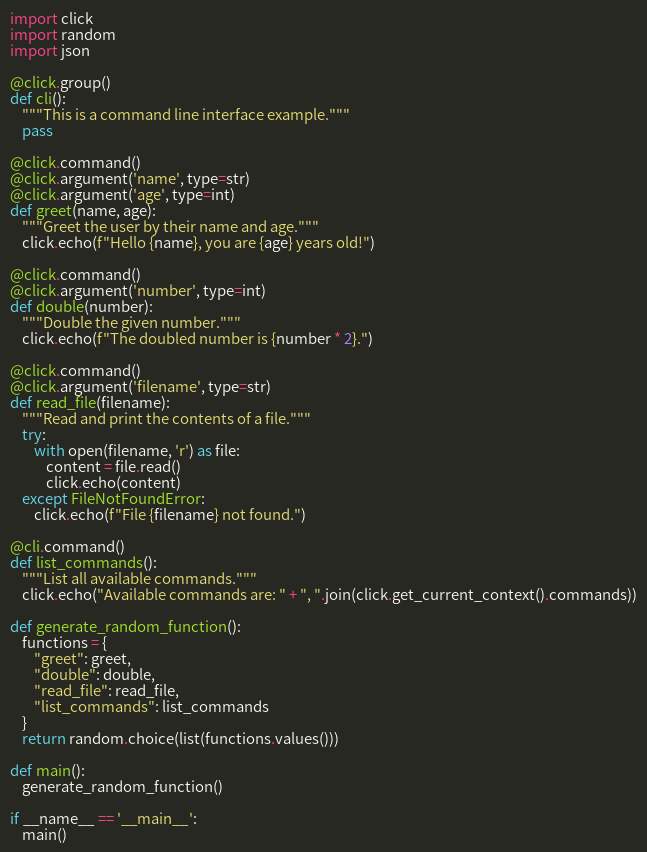 import click
import random
import json

@click.group()
def cli():
    """This is a command line interface example."""
    pass

@click.command()
@click.argument('name', type=str)
@click.argument('age', type=int)
def greet(name, age):
    """Greet the user by their name and age."""
    click.echo(f"Hello {name}, you are {age} years old!")

@click.command()
@click.argument('number', type=int)
def double(number):
    """Double the given number."""
    click.echo(f"The doubled number is {number * 2}.")

@click.command()
@click.argument('filename', type=str)
def read_file(filename):
    """Read and print the contents of a file."""
    try:
        with open(filename, 'r') as file:
            content = file.read()
            click.echo(content)
    except FileNotFoundError:
        click.echo(f"File {filename} not found.")

@cli.command()
def list_commands():
    """List all available commands."""
    click.echo("Available commands are: " + ", ".join(click.get_current_context().commands))

def generate_random_function():
    functions = {
        "greet": greet,
        "double": double,
        "read_file": read_file,
        "list_commands": list_commands
    }
    return random.choice(list(functions.values()))

def main():
    generate_random_function()

if __name__ == '__main__':
    main()